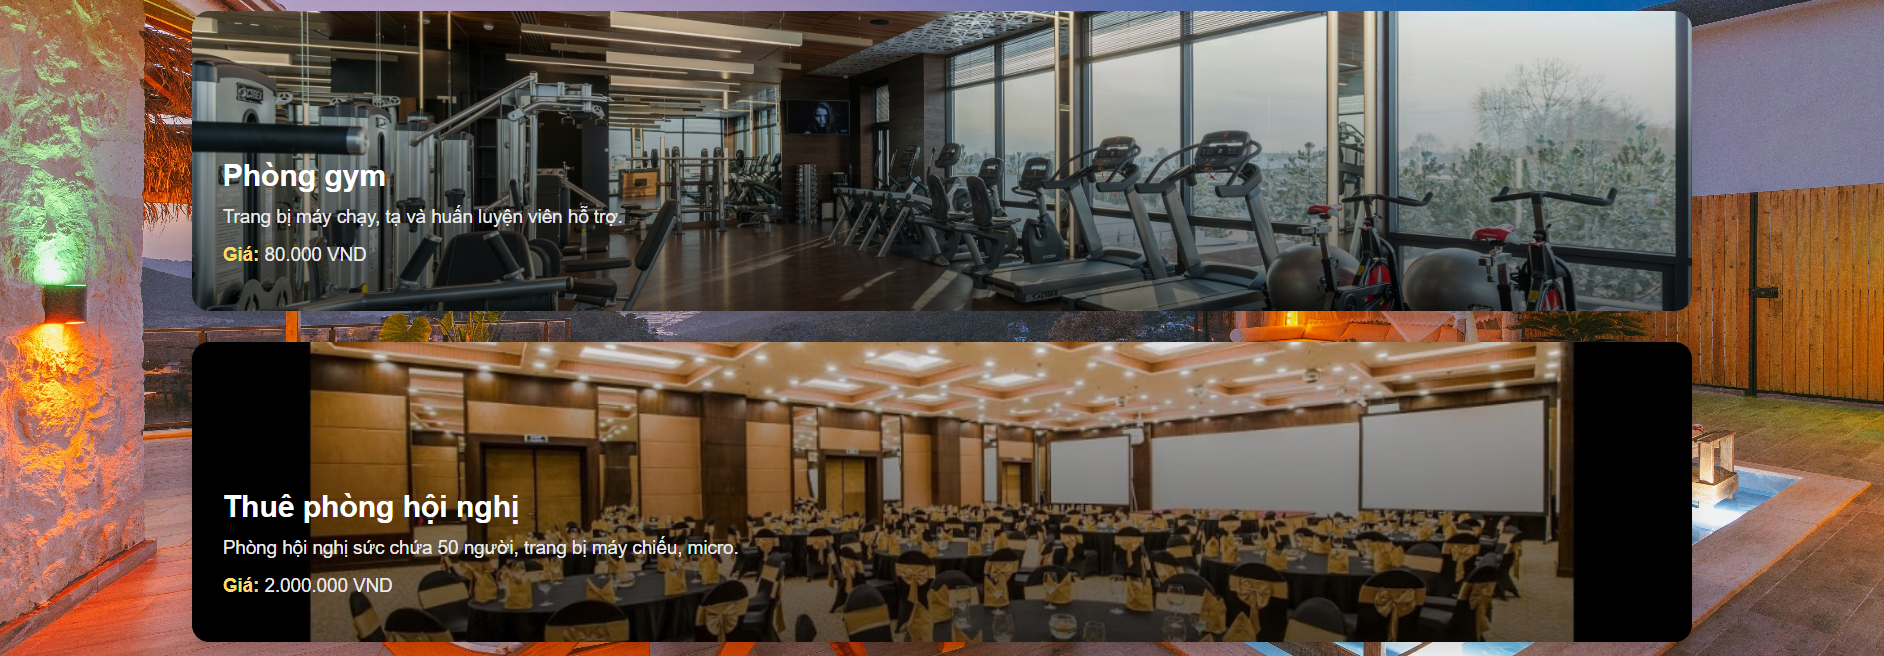 Phòng gym
Trang bị máy chạy, tạ và huấn luyện viên hỗ trợ.
Giá: 80.000 VND
Thuê phòng hội nghị
Phòng hội nghị sức chứa 50 người, trang bị máy chiếu, micro.
Giá: 2.000.000 VND